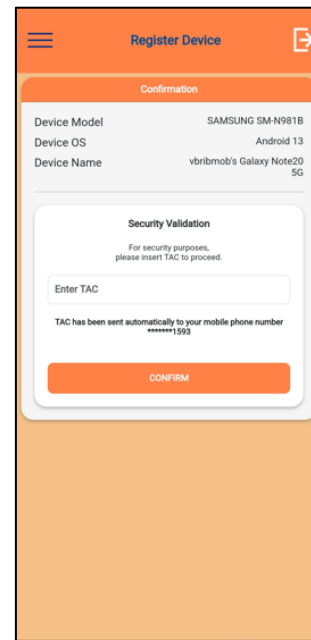 Register Device
Confirmation
Device Model SAMSUNG SM-N981B
Device OS Android 13
Device Name vbribmob's Galaxy Note20
5G
Security Validation
For security purposes,
please insert TAC to proceed.
Enter TAC
TAC has been sent automatically to your mobile phone number
*******1593
CONFIRM